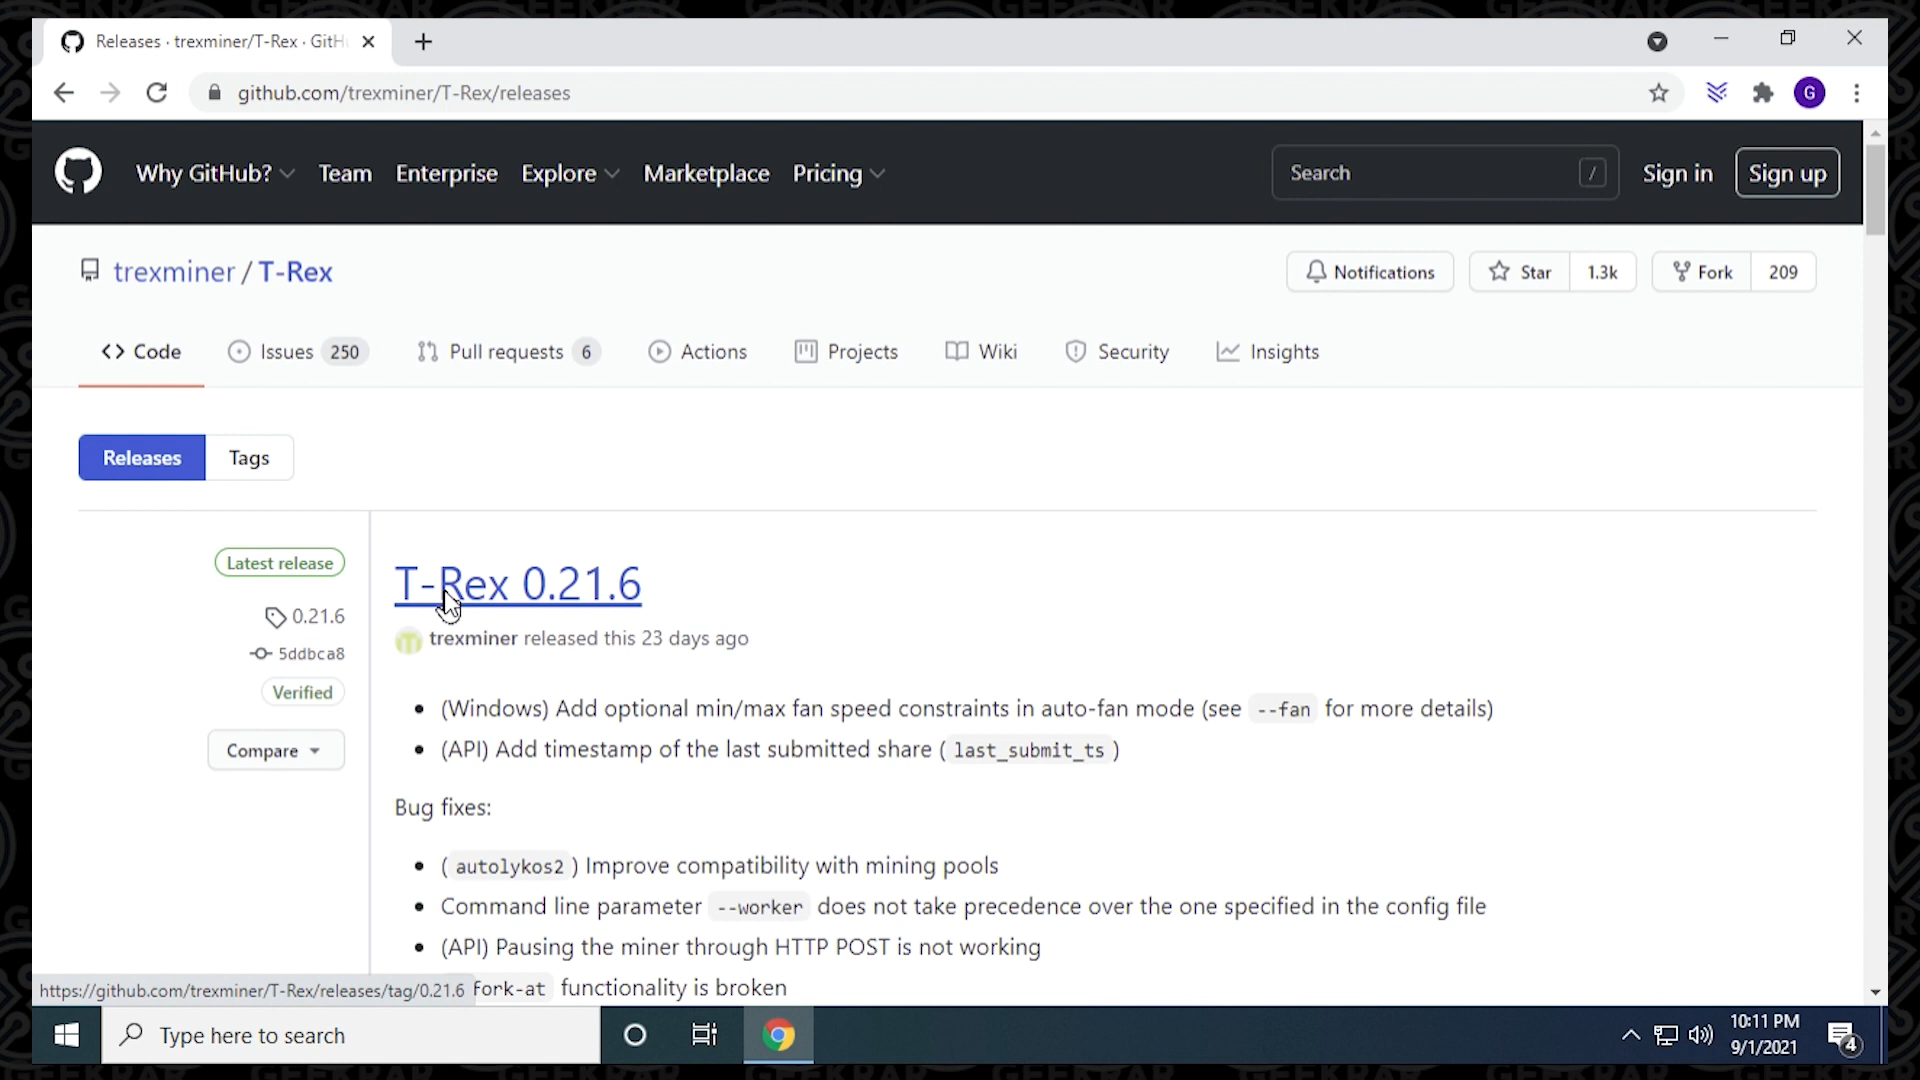 Releases · trexminer/T-Rex · GitH
github.com/trexminer/T-Rex/releases
G
Why GitHub? Team Enterprise Explore Marketplace Pricing Search / Sign in Sign up
trexminer / T-Rex
Notifications Star 1.3k Fork 209
Code Issues 250 Pull requests 6 Actions Projects Wiki Security Insights
Releases Tags
Latest release
0.21.6
5ddbca8
Verified
Compare
T-Rex 0.21.6
trexminer released this 23 days ago
(Windows) Add optional min/max fan speed constraints in auto-fan mode (see --fan for more details)
(API) Add timestamp of the last submitted share ( last_submit_ts )
Bug fixes:
( autolykos2 ) Improve compatibility with mining pools
Command line parameter --worker does not take precedence over the one specified in the config file
(API) Pausing the miner through HTTP POST is not working
fork-at functionality is broken
https://github.com/trexminer/T-Rex/releases/tag/0.21.6
Type here to search
10:11 PM
9/1/2021
4